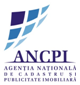 ANCPI
AGENȚIA NAȚIONALĂ
DE CADASTRU ȘI
PUBLICITATE IMOBILIARĂ